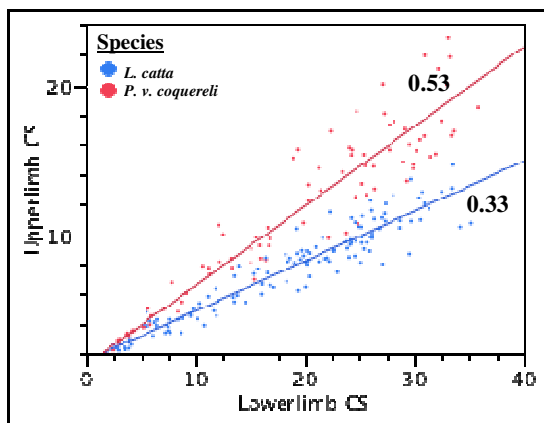 Species
L. catta
P. v. coquereli
20
10
0.53
0.33
Upperlimb CS
0 10 20 30 40
Lowerlimb CS